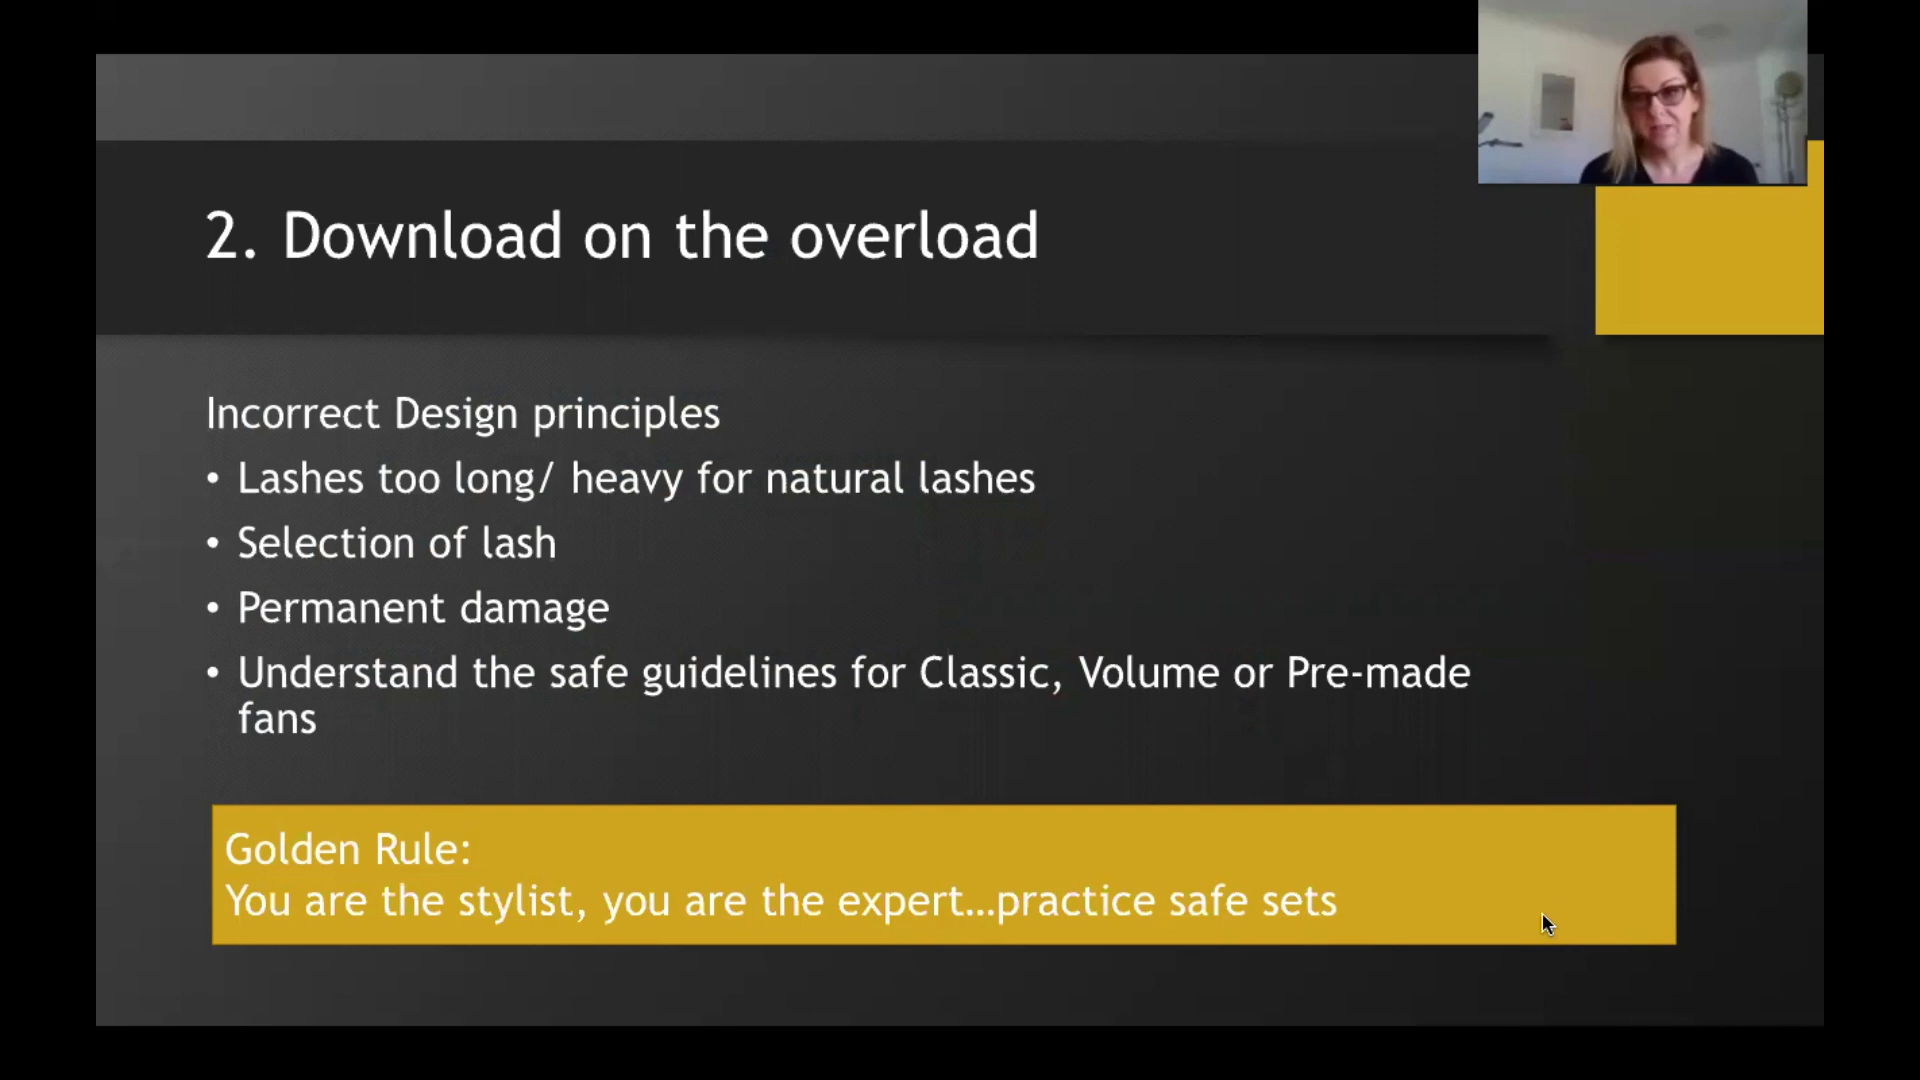 2. Download on the overload
Incorrect Design principles
• Lashes too long/ heavy for natural lashes
• Selection of lash
• Permanent damage
• Understand the safe guidelines for Classic, Volume or Pre-made
fans
Golden Rule:
You are the stylist, you are the expert…practice safe sets